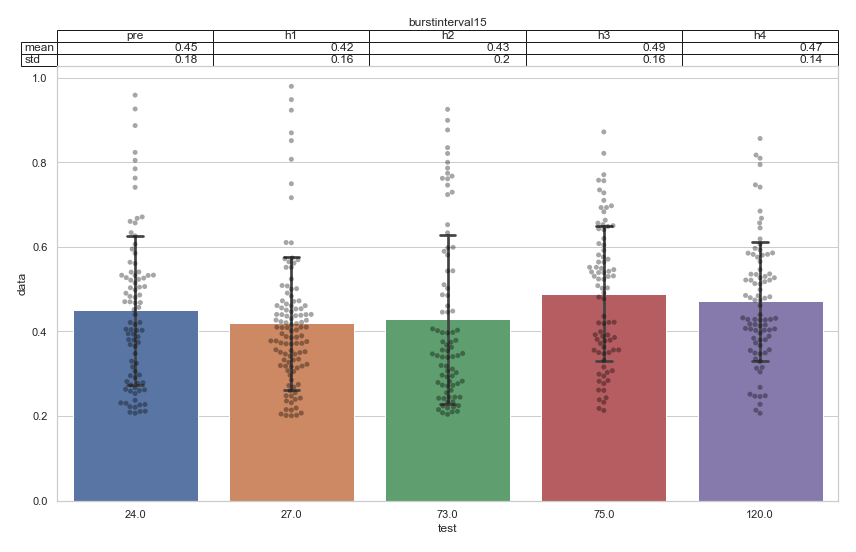 burstinterval15
pre h1 h2 h3 h4
mean 0.45 0.42 0.43 0.49 0.47
std 0.18 0.16 0.2 0.16 0.14
1.0
0.8
0.6
data
0.4
0.2
0.0
24.0 27.0 73.0 75.0 120.0
test